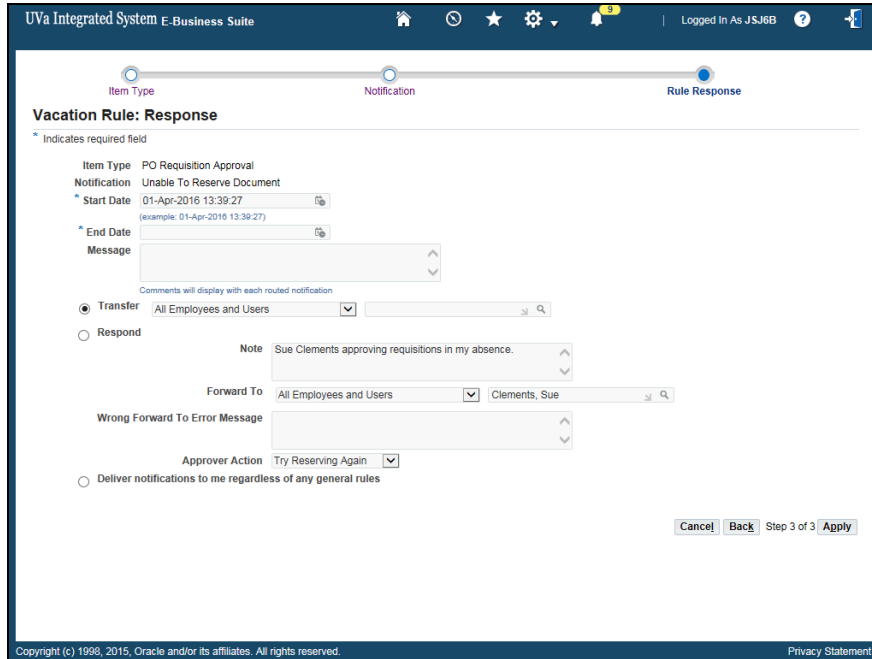 UVa Integrated System E-Business Suite
9
Logged In As JSJ6B
?
Item Type
Notification
Rule Response
Vacation Rule: Response
* Indicates required field
Item Type PO Requisition Approval
Notification Unable To Reserve Document
* Start Date 01-Apr-2016 13:39:27
(example: 01-Apr-2016 13:39:27)
* End Date
Message
Comments will display with each routed notification
Transfer All Employees and Users
Respond
Note Sue Clements approving requisitions in my absence.
Forward To All Employees and Users Clements, Sue
Wrong Forward To Error Message
Approver Action Try Reserving Again
Deliver notifications to me regardless of any general rules
Cancel Back Step 3 of 3 Apply
Copyright (c) 1998, 2015, Oracle and/or its affiliates. All rights reserved.
Privacy Statement